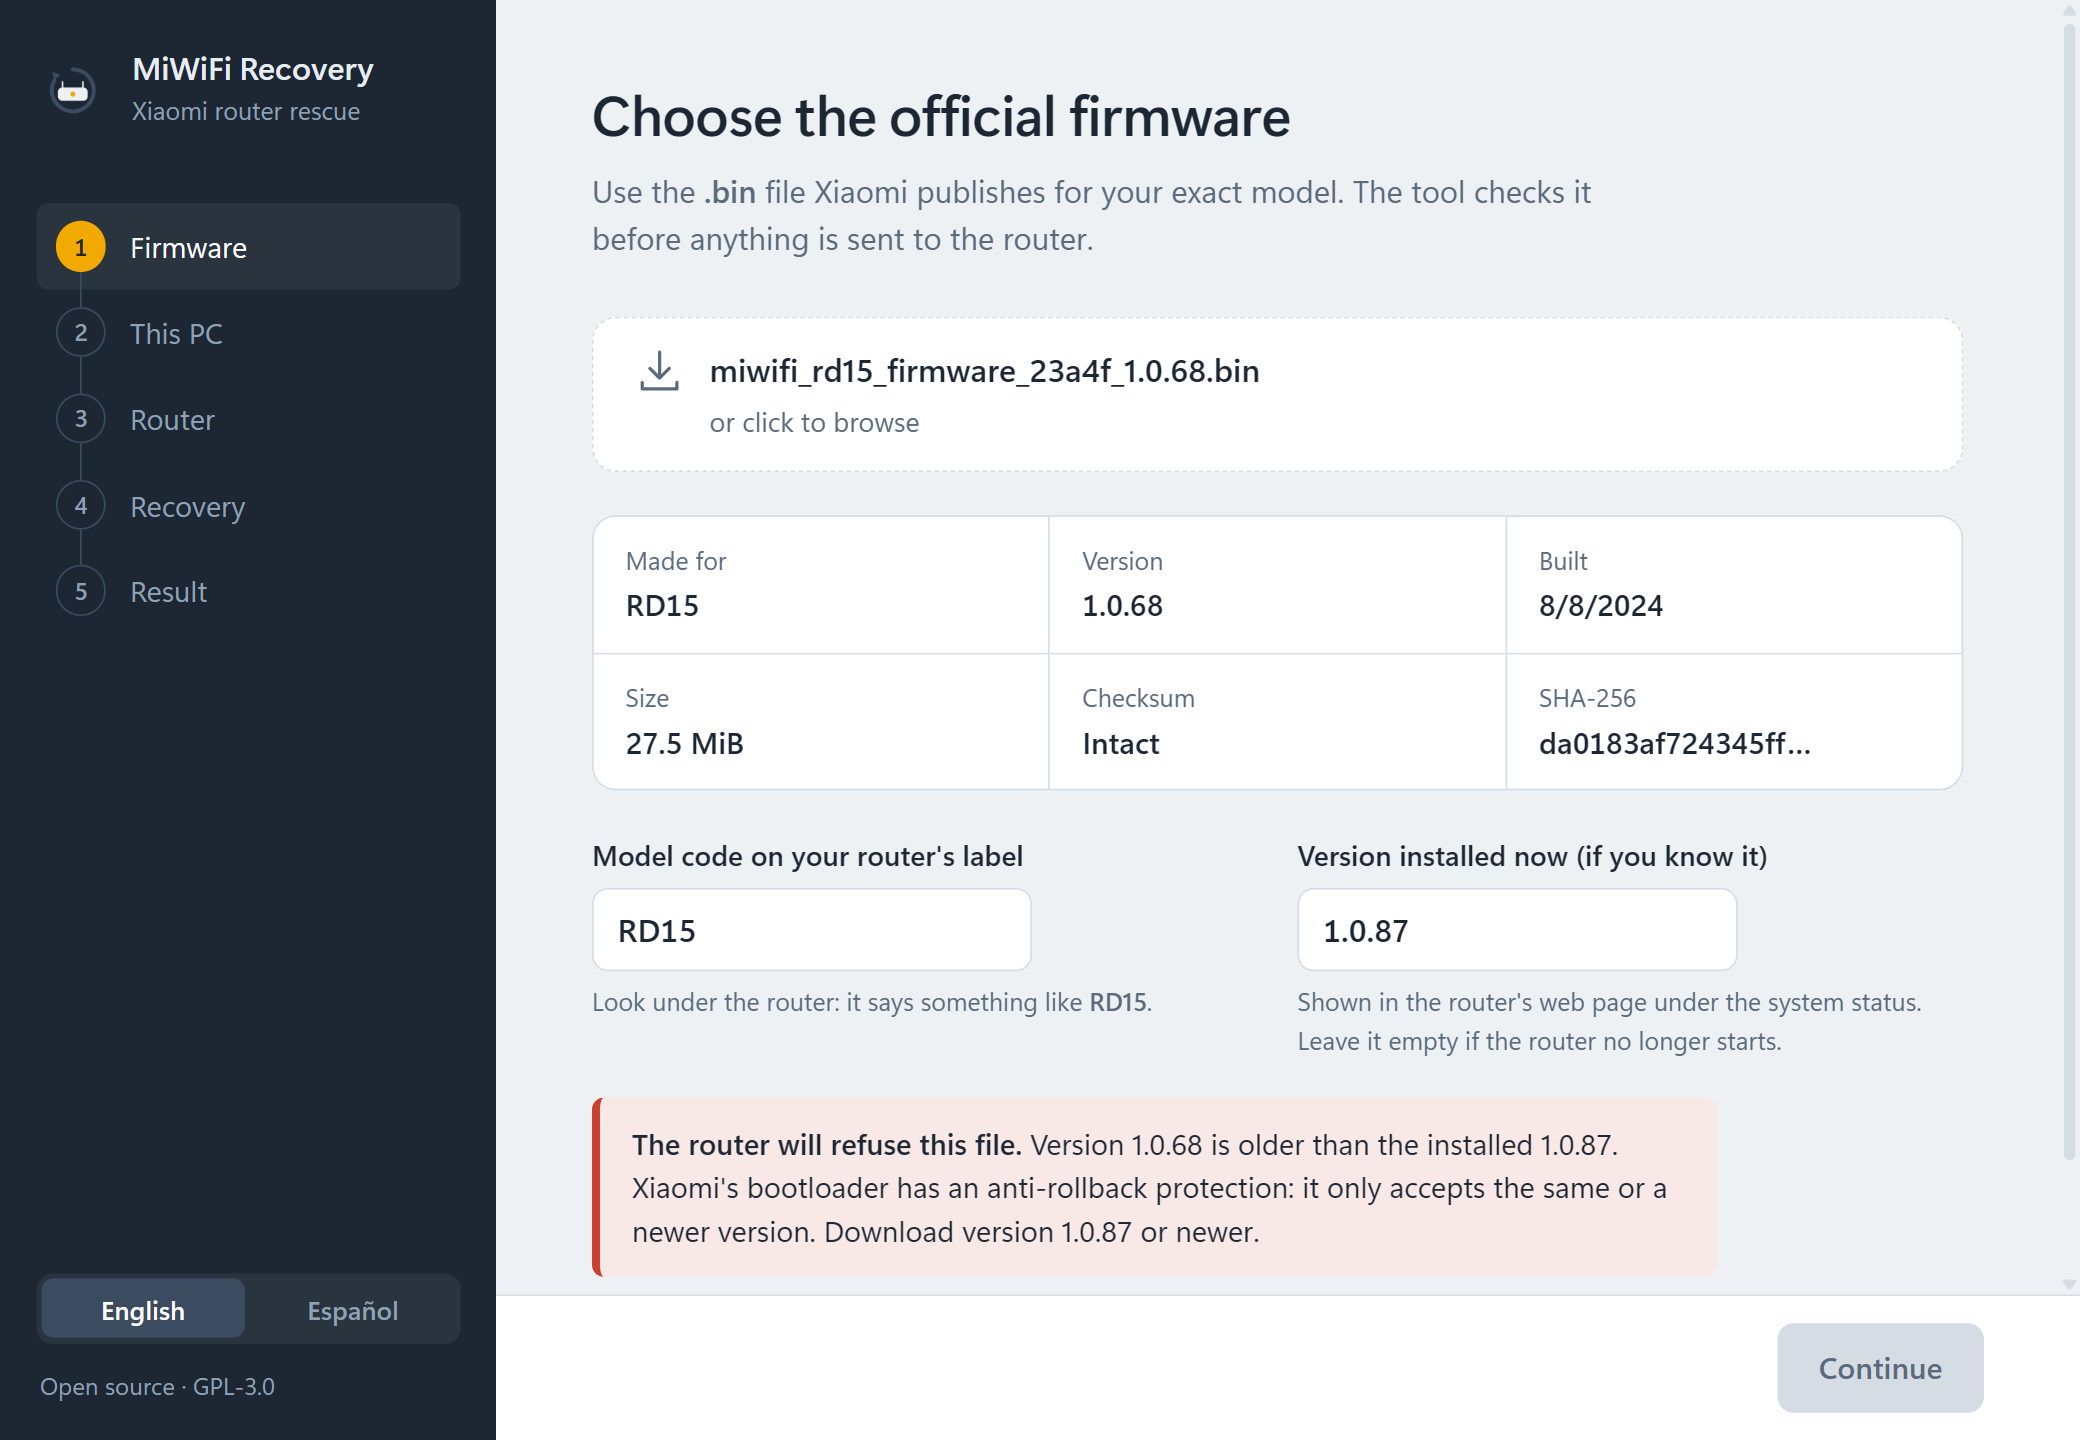 MiWiFi Recovery
Xiaomi router rescue
1 Firmware
2 This PC
3 Router
4 Recovery
5 Result
English Español
Open source · GPL-3.0
Choose the official firmware
Use the .bin file Xiaomi publishes for your exact model. The tool checks it
before anything is sent to the router.
miwifi_rd15_firmware_23a4f_1.0.68.bin
or click to browse
Made for
RD15
Version
1.0.68
Built
8/8/2024
Size
27.5 MiB
Checksum
Intact
SHA-256
da0183af724345ff...
Model code on your router's label
RD15
Look under the router: it says something like RD15.
Version installed now (if you know it)
1.0.87
Shown in the router's web page under the system status.
Leave it empty if the router no longer starts.
The router will refuse this file. Version 1.0.68 is older than the installed 1.0.87.
Xiaomi's bootloader has an anti-rollback protection: it only accepts the same or a
newer version. Download version 1.0.87 or newer.
Continue